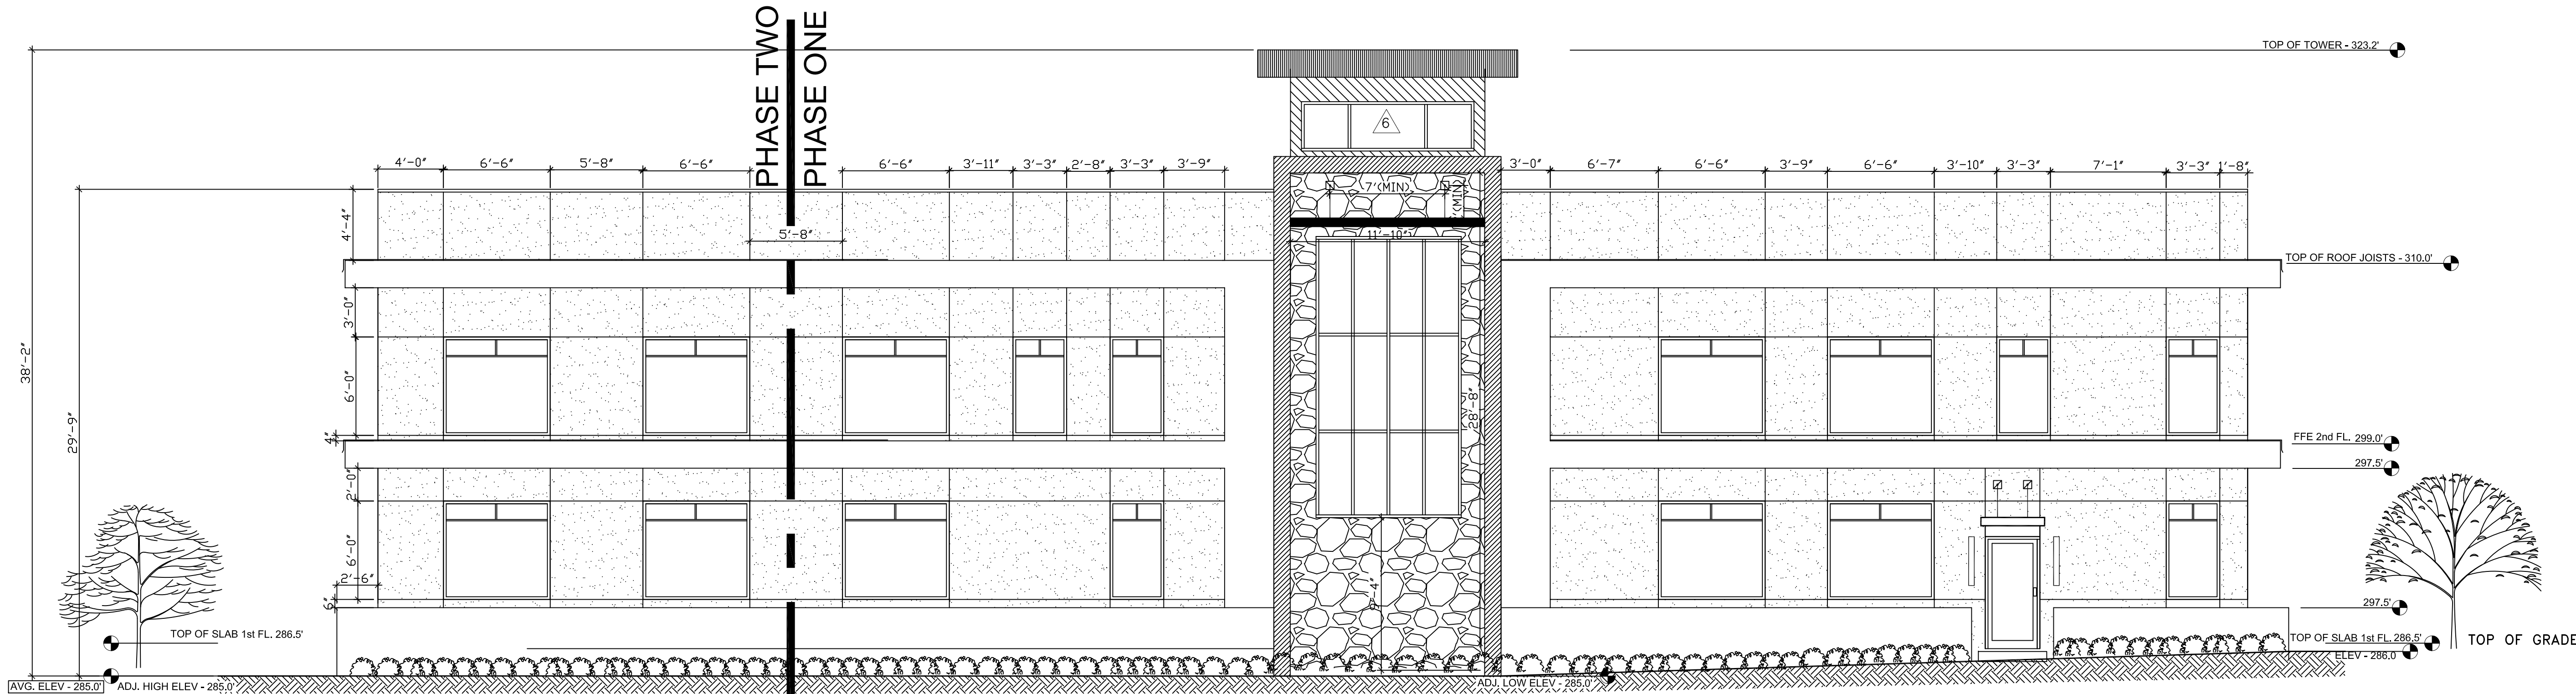 PHASE TWO
PHASE ONE
TOP OF TOWER - 323.2'
6
4'-0" 6'-6" 5'-8" 6'-6" 6'-6" 3'-11" 3'-3" 2'-8" 3'-3" 3'-9" 3'-0" 6'-7" 6'-6" 3'-9" 6'-6" 3'-10" 3'-3" 7'-1" 3'-3" 1'-8"
7'(MIN)
(MIN)
4'-4"
5'-8"
11'-10"
TOP OF ROOF JOISTS - 310.0'
3'-0"
38'-2"
29'-9"
6'-0"
28'-8"
4"
FFE 2nd FL. 299.0'
297.5'
2'-0"
6'-0"
2'-6"
6"
9'-4"
297.5'
TOP OF SLAB 1st FL. 286.5'
TOP OF SLAB 1st FL. 286.5'
TOP OF GRADE
ELEV - 286.0
AVG. ELEV - 285.0'
ADJ. HIGH ELEV - 285.0'
ADJ. LOW ELEV - 285.0'